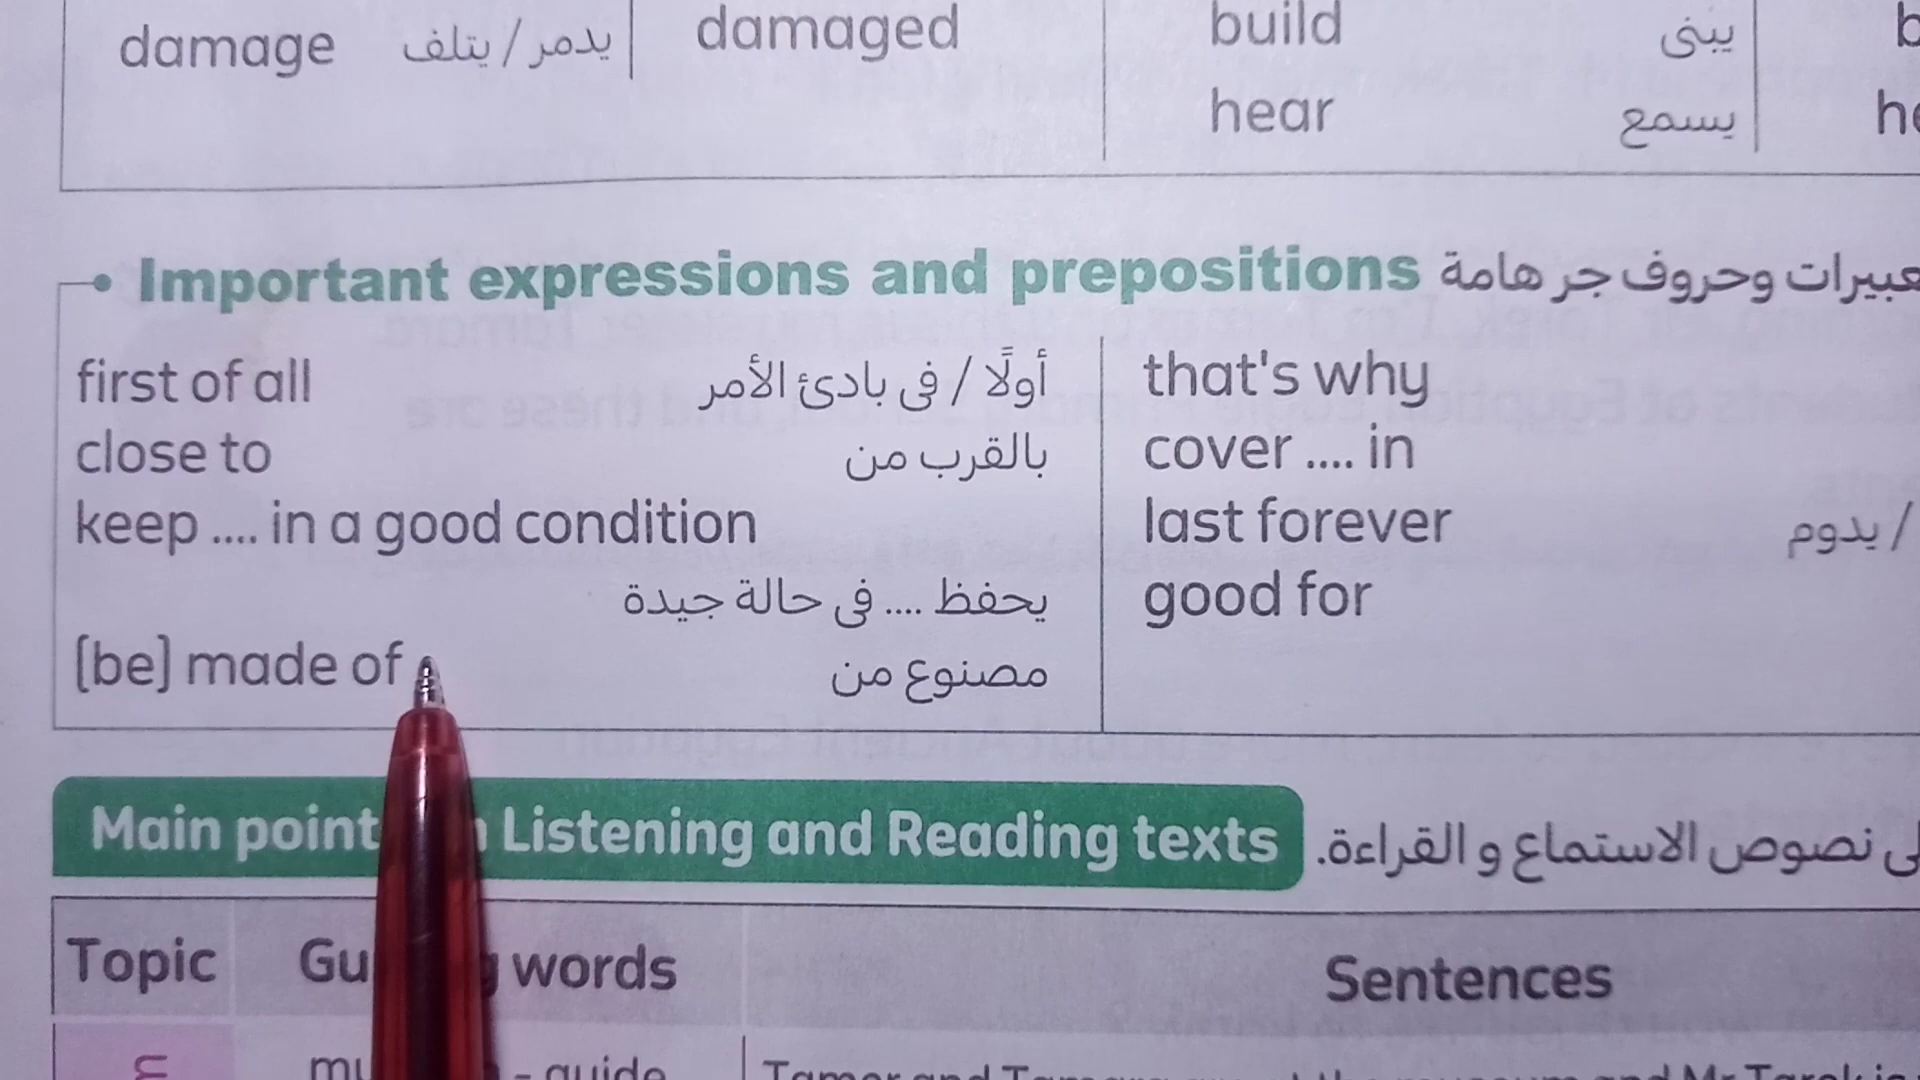 damage يدمر / يتلف damaged build يبنى
hear يسمع
• Important expressions and prepositions وحروف جر هامة
first of all أولًا / فى بادئ الأمر that's why
close to بالقرب من cover .... in
keep .... in a good condition last forever / يدوم
يحفظ .... فى حالة جيدة good for
(be) made of مصنوع من
Main point Listening and Reading texts نصوص الاستماع و القراءة.
Topic words Sentences
- guide